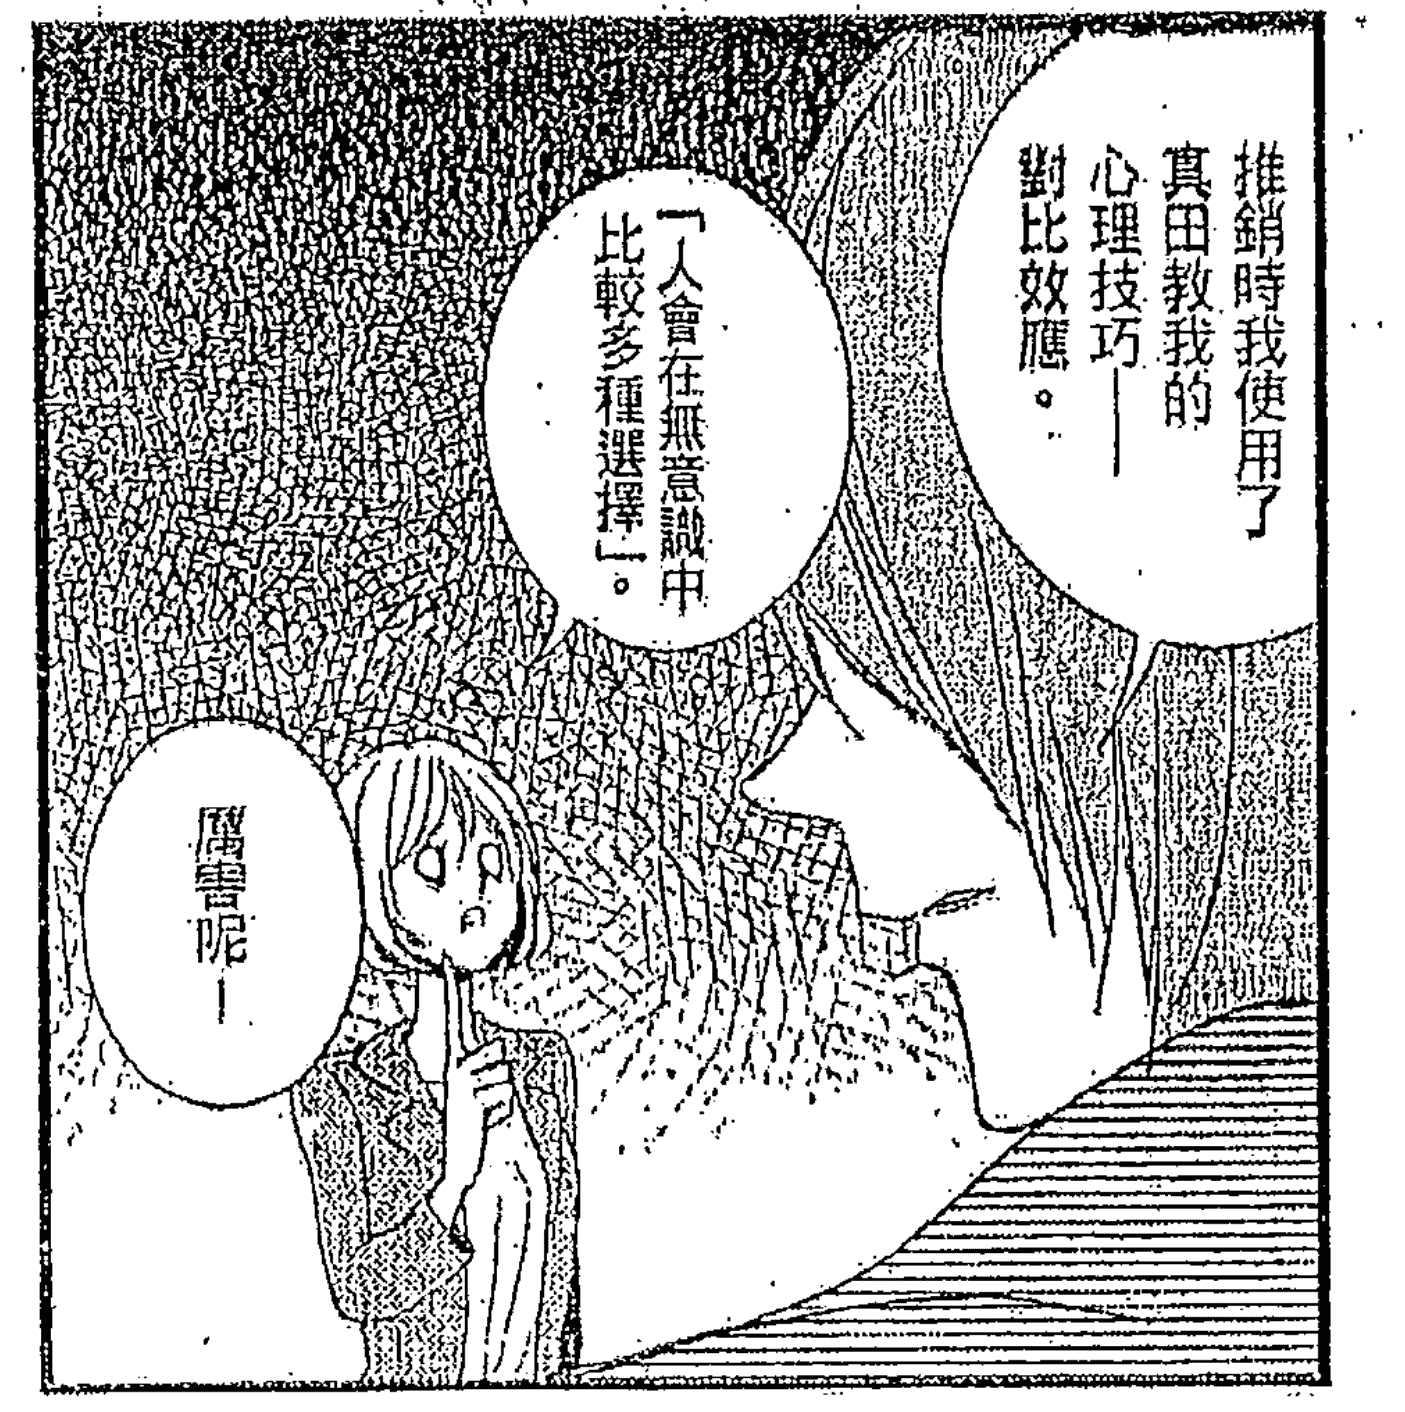 推銷時我使用了
真田教我的
心理技巧——
對比效應。
「人會在無意識中
比較多種選擇」。
厲害呢—